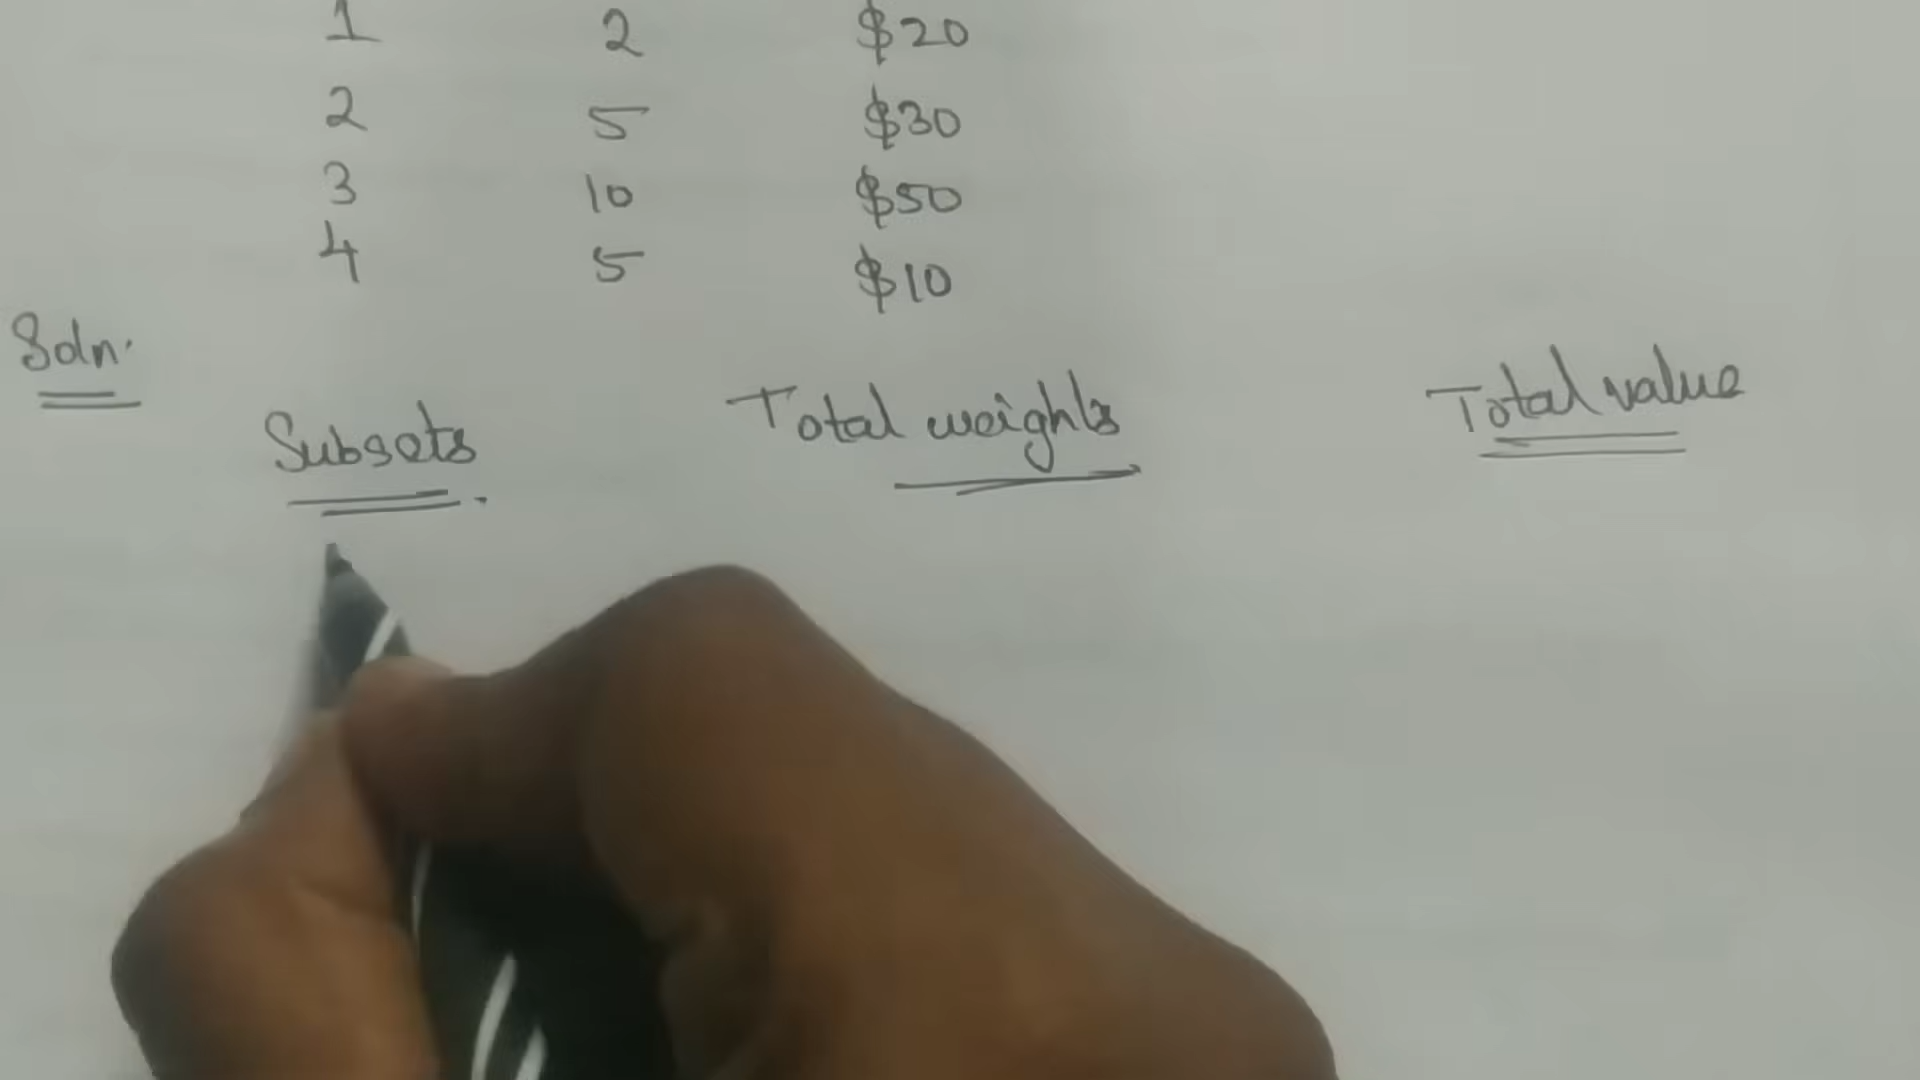 1 2 $20
2 5 $30
3 10 $50
4 5 $10
Soln.
Subsets Total weights Total value